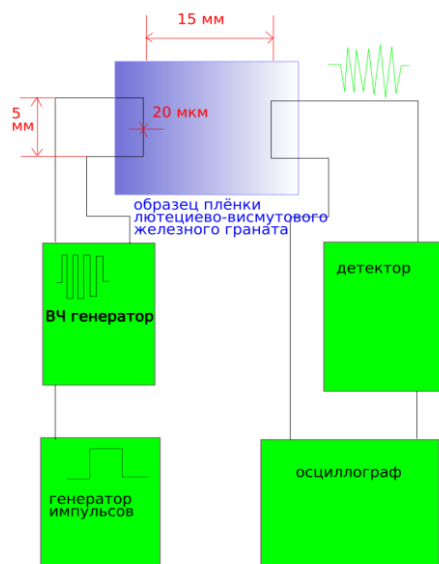 15 мм
5
мм
20 мкм
образец плёнки
лютециево-висмутового
железного граната
ВЧ генератор
детектор
генератор
импульсов
осциллограф